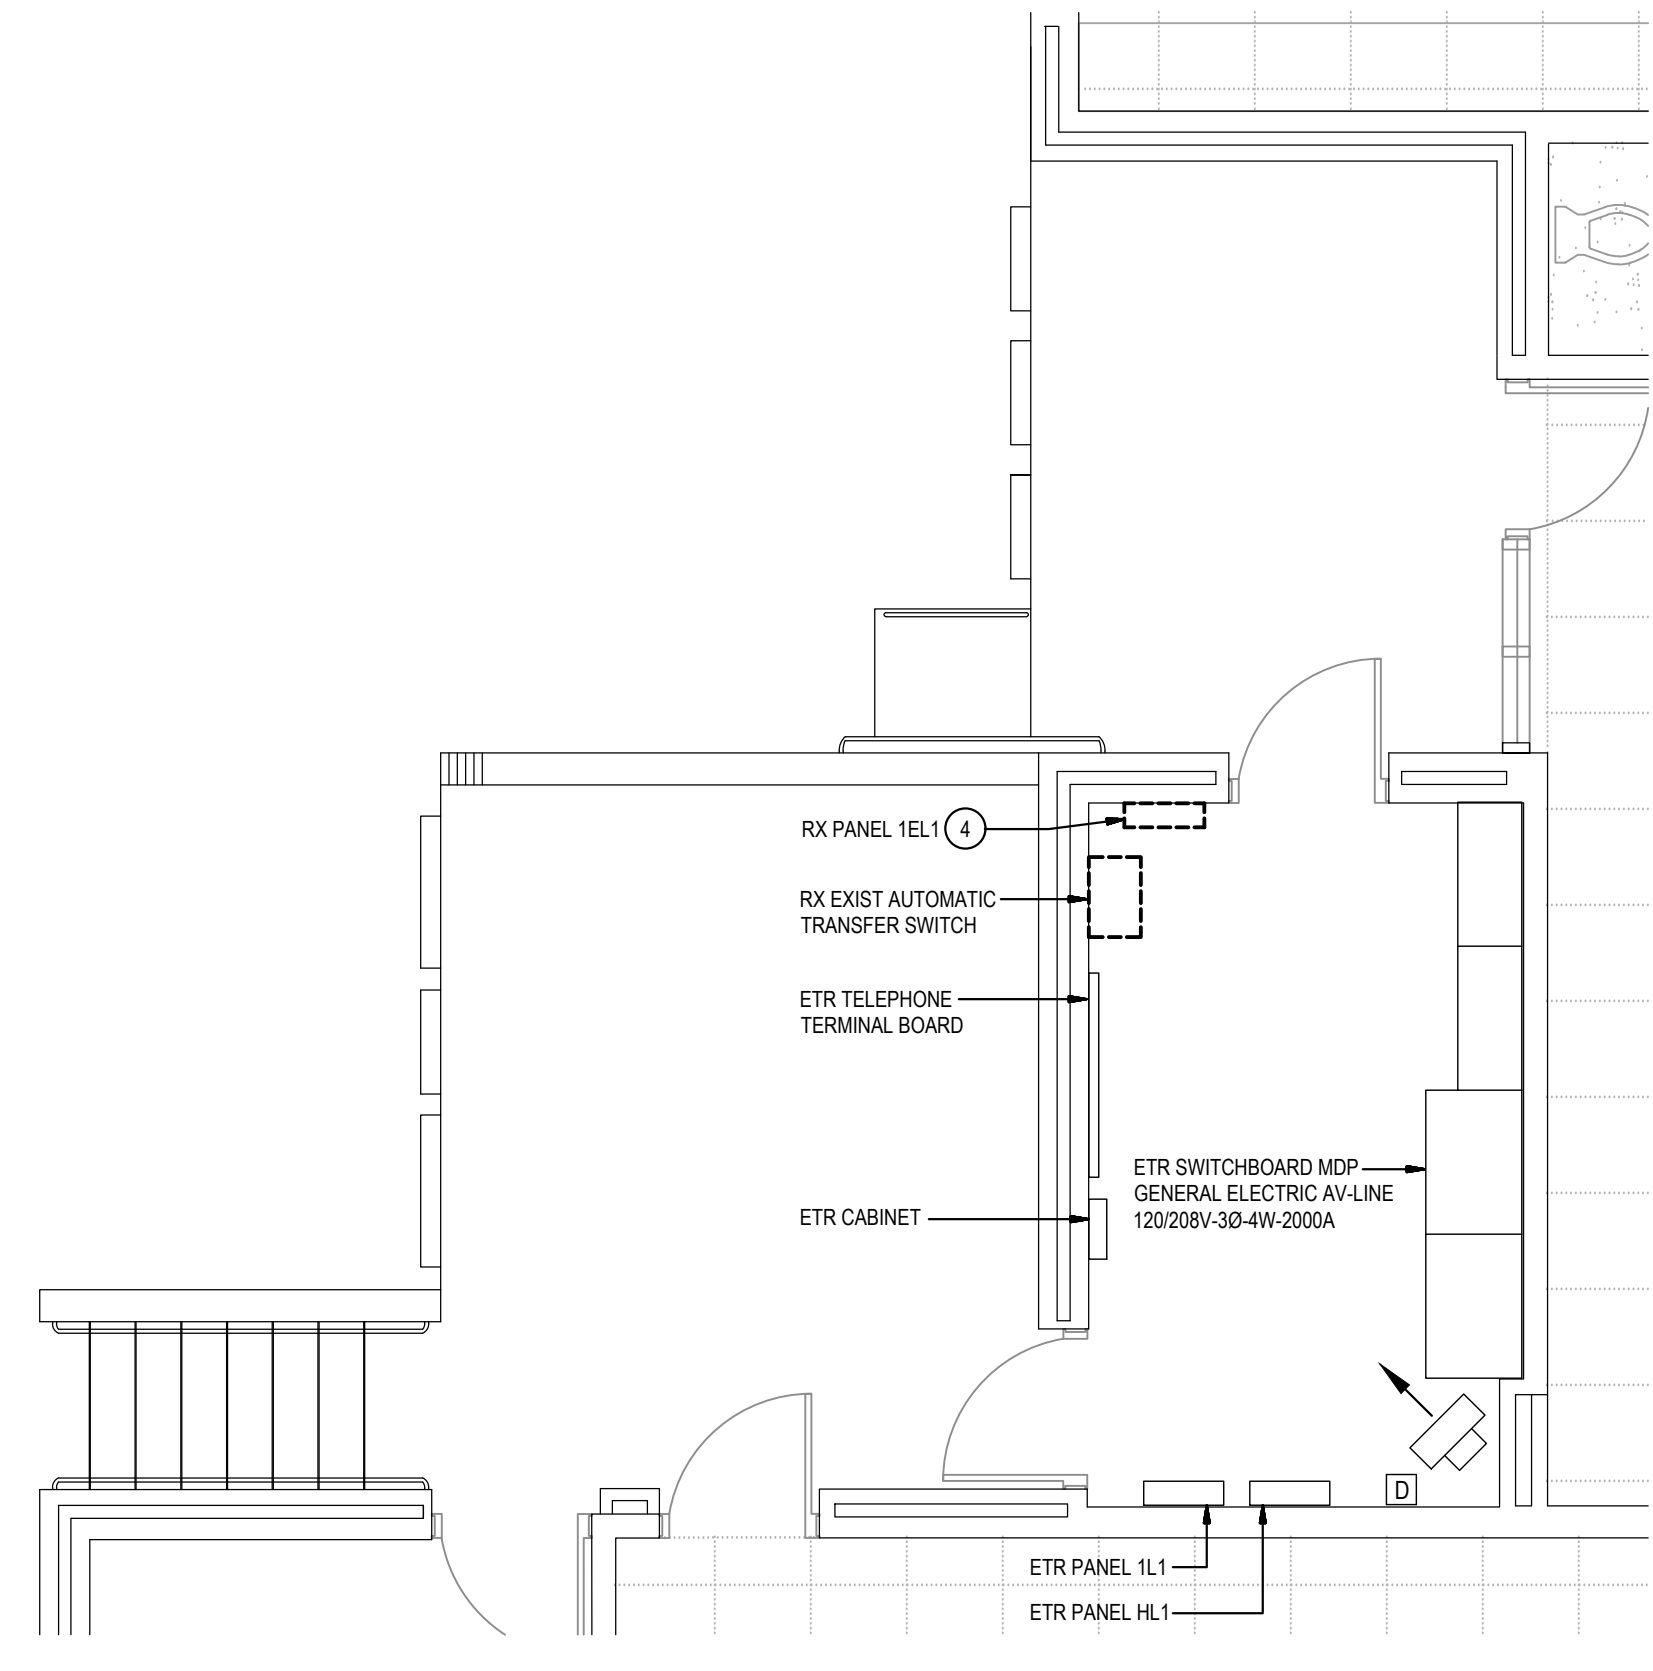 RX PANEL 1EL1 4
RX EXIST AUTOMATIC
TRANSFER SWITCH
ETR TELEPHONE
TERMINAL BOARD
ETR SWITCHBOARD MDP
GENERAL ELECTRIC AV-LINE
120/208V-3Ø-4W-2000A
ETR CABINET
D
ETR PANEL 1L1
ETR PANEL HL1